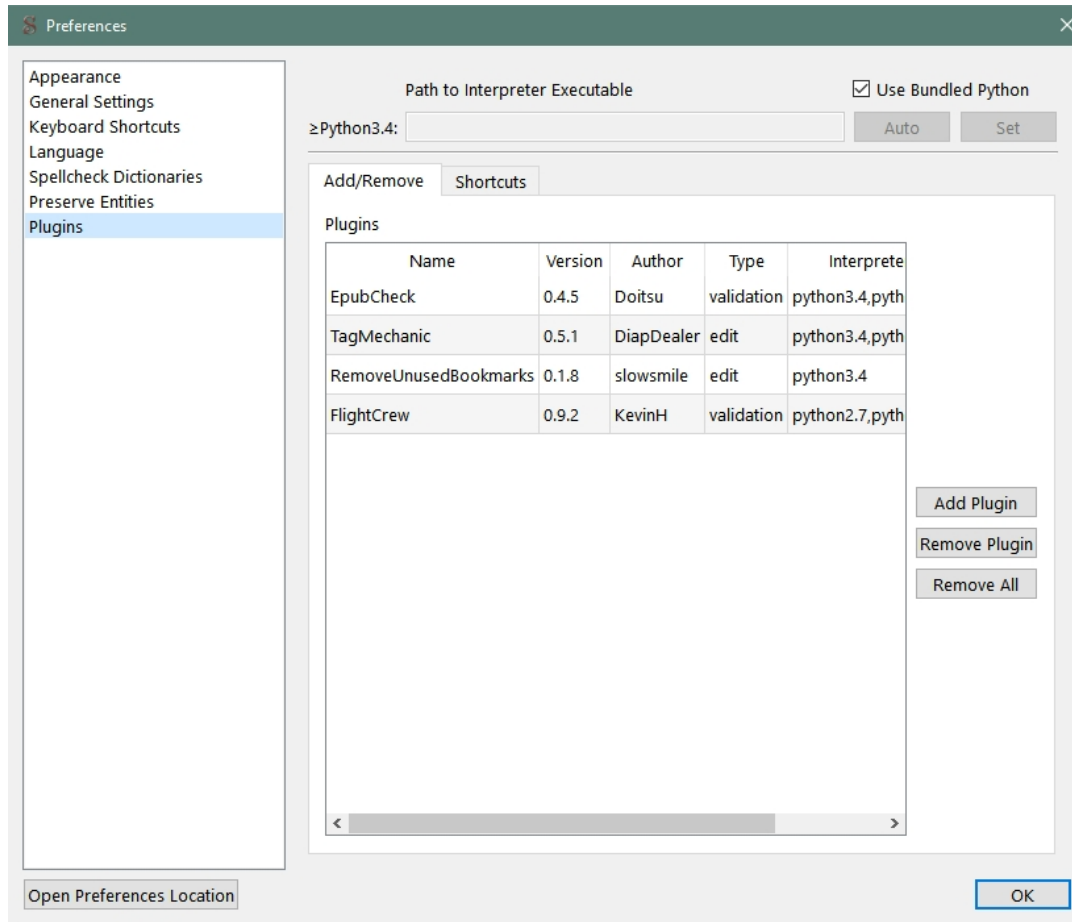 Preferences
Appearance
General Settings
Keyboard Shortcuts
Language
Spellcheck Dictionaries
Preserve Entities
Plugins
Path to Interpreter Executable
Use Bundled Python
≥Python3.4:
Auto
Set
Add/Remove
Shortcuts
Plugins
Name Version Author Type Interprete
EpubCheck 0.4.5 Doitsu validation python3.4,pyth
TagMechanic 0.5.1 DiapDealer edit python3.4,pyth
RemoveUnusedBookmarks 0.1.8 slowsmile edit python3.4
FlightCrew 0.9.2 KevinH validation python2.7,pyth
Add Plugin
Remove Plugin
Remove All
Open Preferences Location
OK